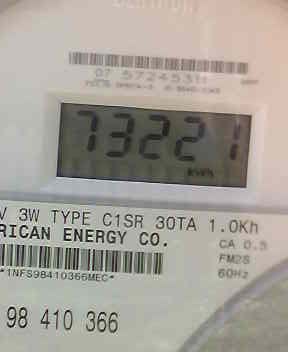 07 57245311
73221
kWh
V 3W TYPE C1SR 30TA 1.0Kh
RICAN ENERGY CO.
CA 0.5
FM2S
60Hz
*1NFS98410366MEC*
98 410 366